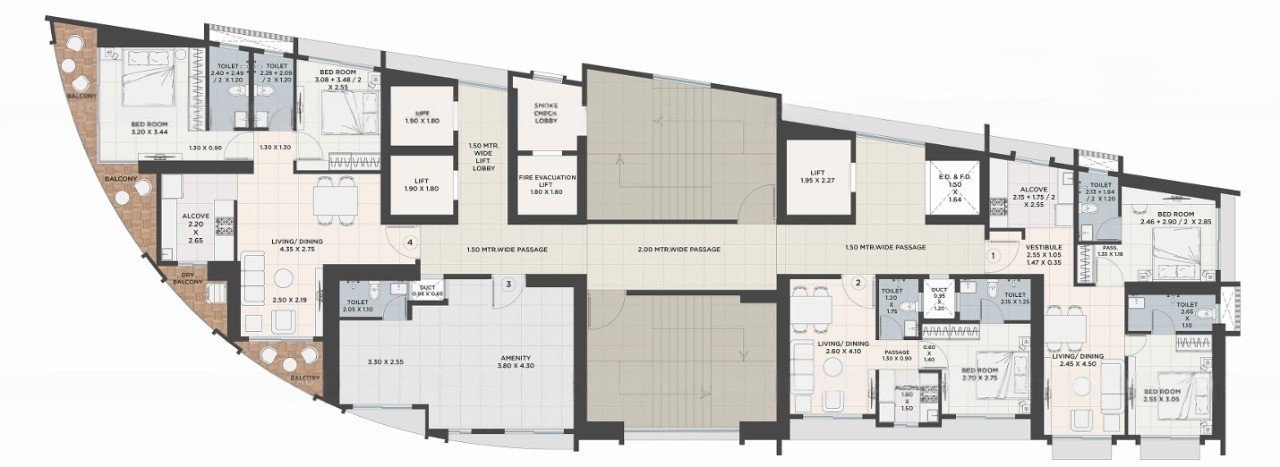 BALCONY
BED ROOM
3.20 X 3.44
TOILET
2.40 + 2.49
/ 2 X 1.20
TOILET
2.28 + 2.09
/ 2 X 1.20
BED ROOM
3.08 + 3.48 / 2
X 2.55
1.30 X 0.90
1.30 X 1.30
BALCONY
ALCOVE
2.20
X
2.65
LIVING/ DINING
4.35 X 2.75
2.50 X 2.19
DRY
BALCONY
BALCONY
LIFT
1.90 X 1.80
LIFT
1.90 X 1.80
1.50 MTR.
WIDE
LIFT
LOBBY
SMOKE
CHECK
LOBBY
FIRE EVACUATION
LIFT
1.80 X 1.80
4
1.50 MTR.WIDE PASSAGE
2.00 MTR.WIDE PASSAGE
1.50 MTR.WIDE PASSAGE
LIFT
1.95 X 2.27
E.D. & F.D.
1.50
X
1.64
TOILET
2.05 X 1.10
DUCT
0.95 X 0.65
3
3.30 X 2.55
AMENITY
3.80 X 4.30
2
LIVING/ DINING
2.60 X 4.10
TOILET
1.20
X
1.75
DUCT
0.95
X
1.20
TOILET
2.15 X 1.25
PASSAGE
1.30 X 0.90
0.60
X
1.40
ALCOVE
1.80
X
1.50
BED ROOM
2.70 X 2.75
1
ALCOVE
2.15 + 1.75 / 2
X 2.55
VESTIBULE
2.55 X 1.05
1.47 X 0.35
TOILET
2.13 + 1.94
/ 2 X 1.20
BED ROOM
2.46 + 2.90 / 2 X 2.85
PASS.
TOILET
2.65
X
1.10
LIVING/ DINING
2.45 X 4.50
BED ROOM
2.55 X 3.05